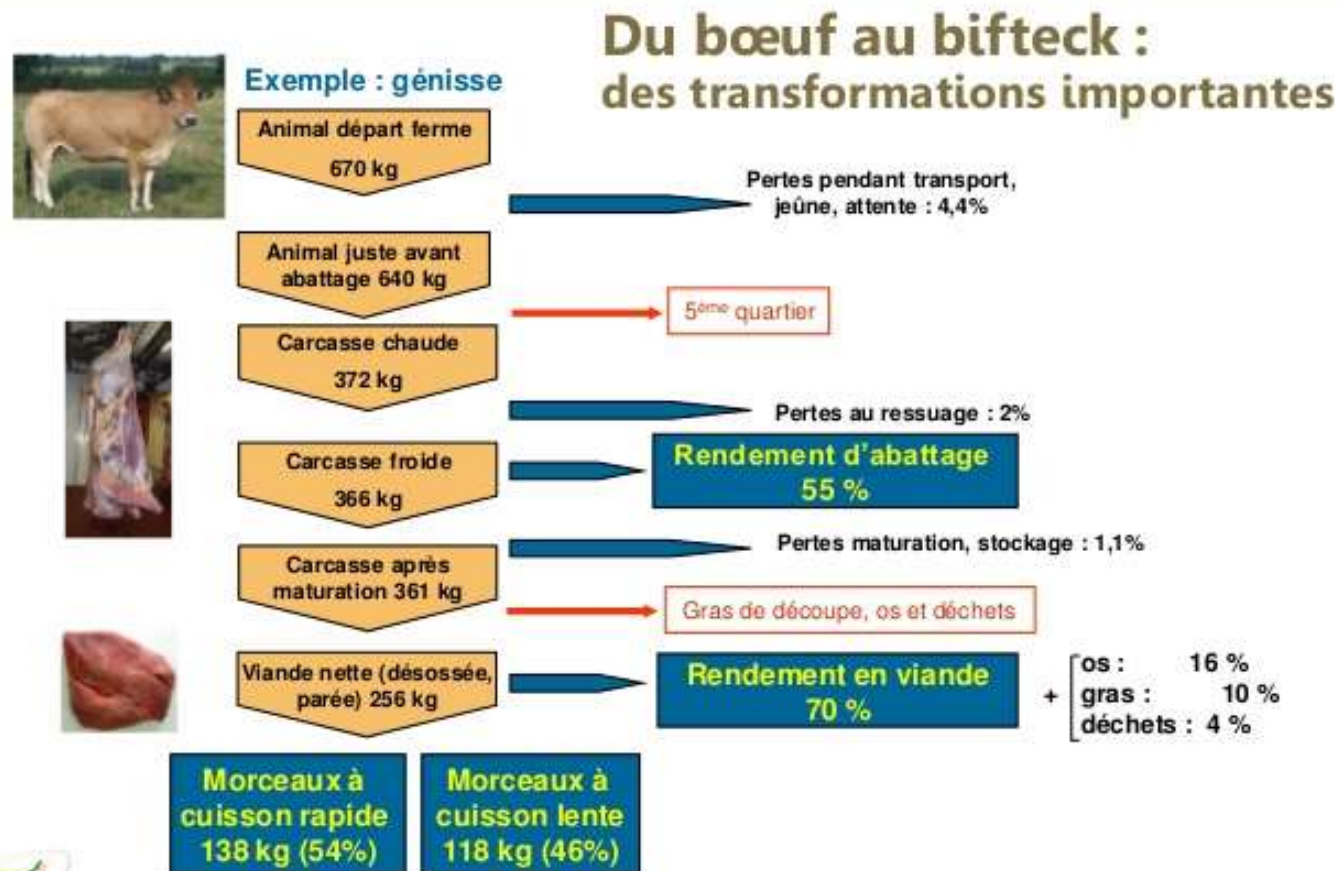 Du bœuf au bifteck :
des transformations importantes
Exemple : génisse
Animal départ ferme
670 kg
Pertes pendant transport,
jeûne, attente : 4,4%
Animal juste avant
abattage 640 kg
5ème quartier
Carcasse chaude
372 kg
Pertes au ressuage : 2%
Carcasse froide
366 kg
Rendement d'abattage
55 %
Pertes maturation, stockage : 1,1%
Carcasse après
maturation 361 kg
Gras de découpe, os et déchets
Viande nette (désossée,
parée) 256 kg
Rendement en viande
70 %
+
os : 16 %
gras : 10 %
déchets : 4 %
Morceaux à
cuisson rapide
138 kg (54%)
Morceaux à
cuisson lente
118 kg (46%)